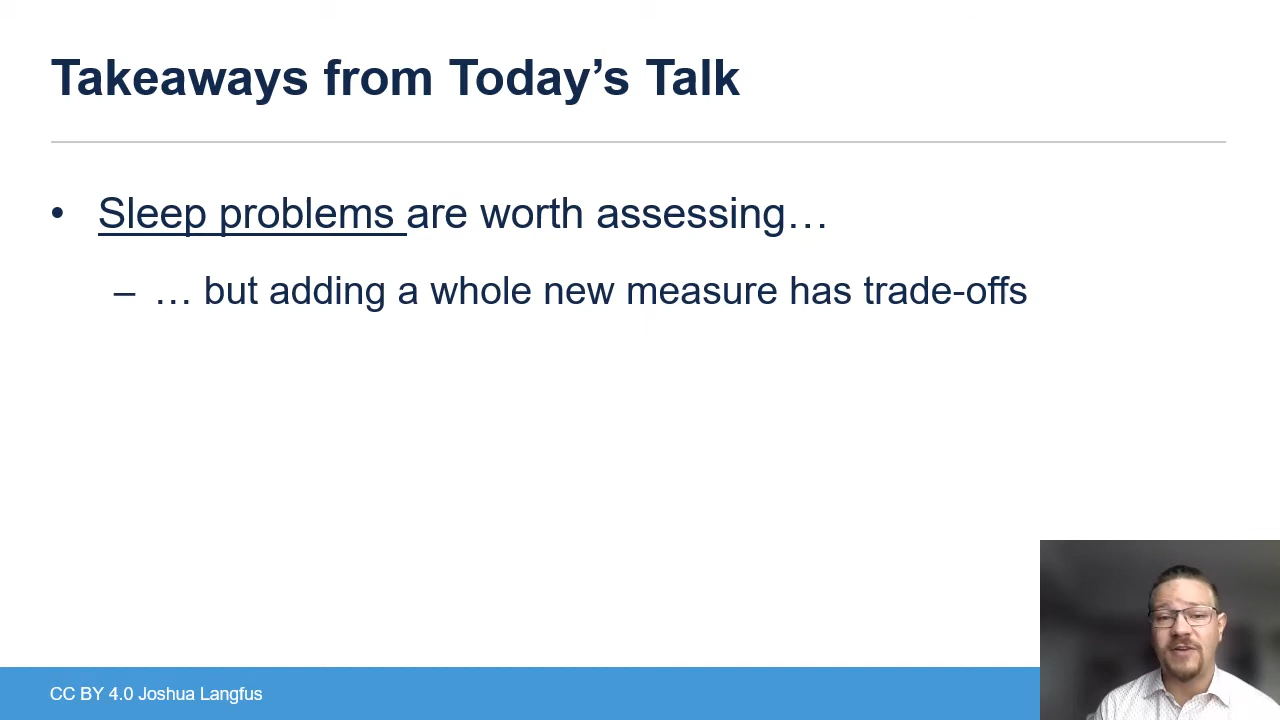 Takeaways from Today’s Talk
• Sleep problems are worth assessing…
– … but adding a whole new measure has trade-offs
CC BY 4.0 Joshua Langfus